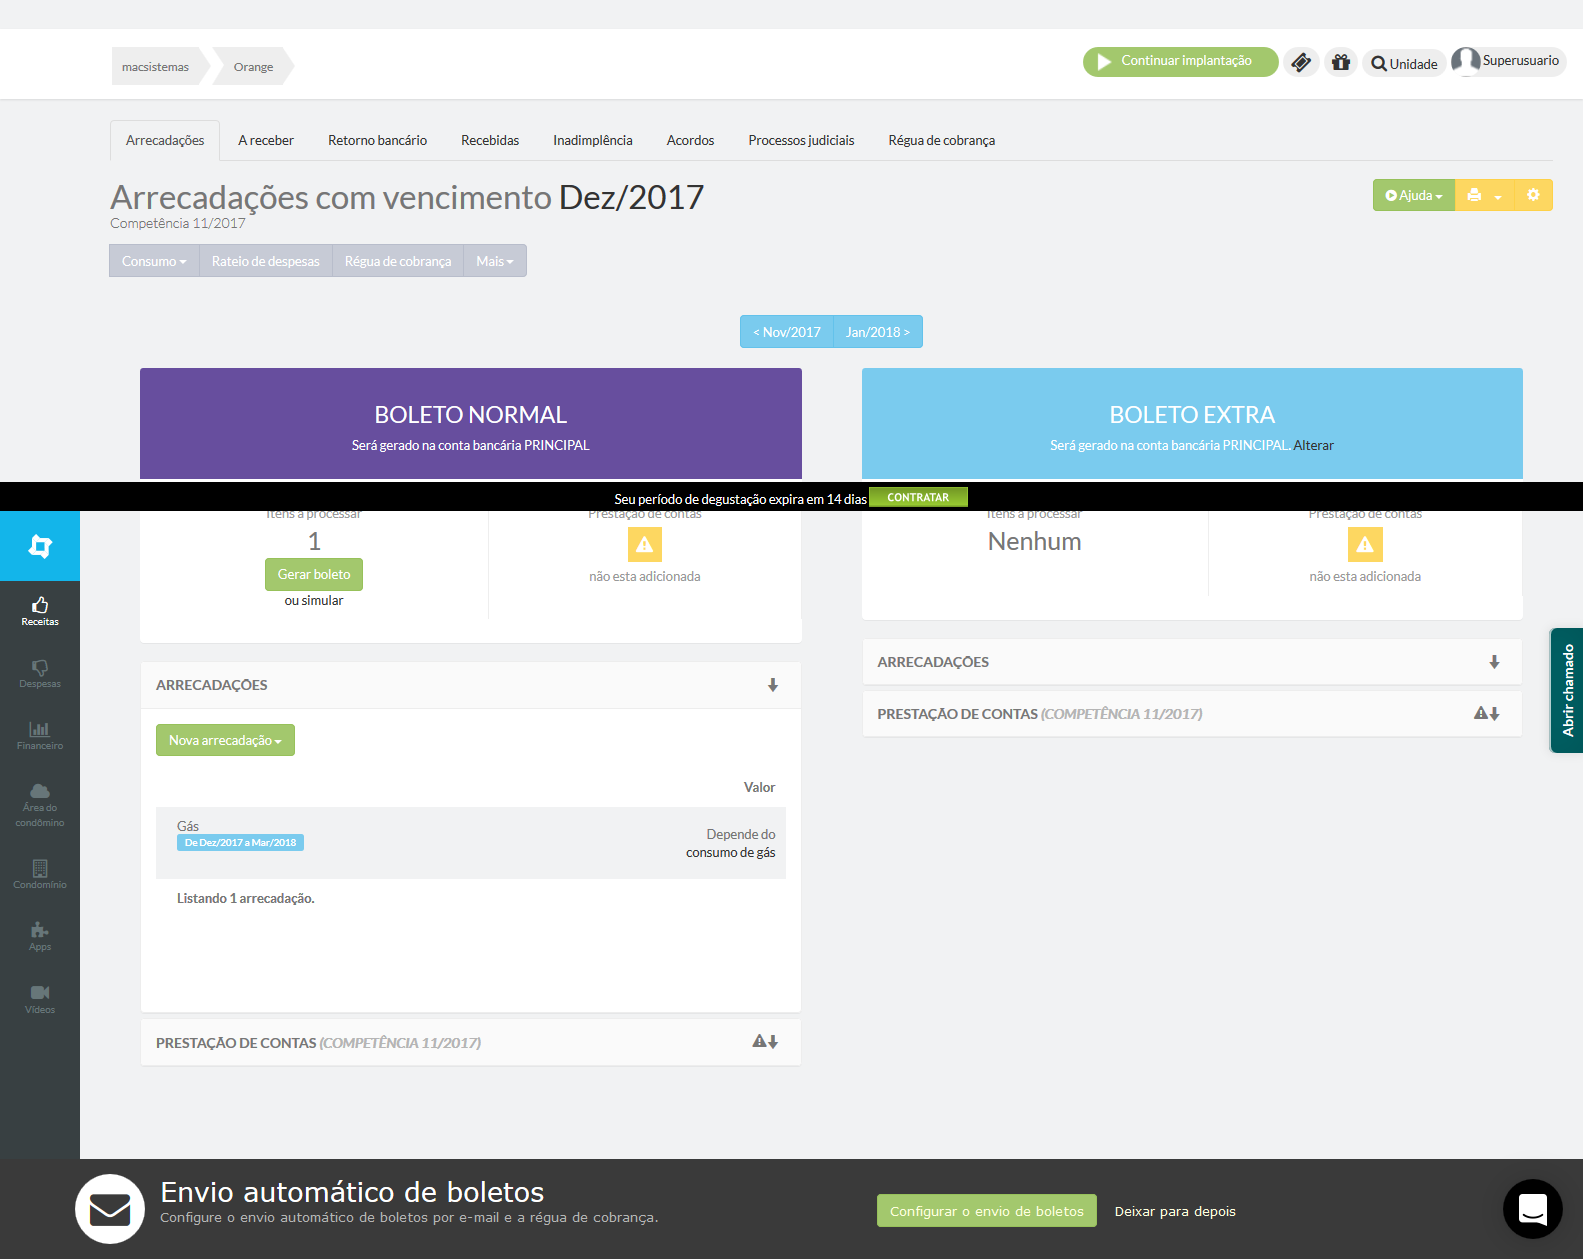 macsistemas
Orange
Continuar implantação
Unidade
Superusuario
Arrecadações
A receber
Retorno bancário
Recebidas
Inadimplência
Acordos
Processos judiciais
Régua de cobrança
Arrecadações com vencimento Dez/2017
Competência 11/2017
Ajuda
Consumo
Rateio de despesas
Régua de cobrança
Mais
< Nov/2017
Jan/2018 >
BOLETO NORMAL
Será gerado na conta bancária PRINCIPAL
BOLETO EXTRA
Será gerado na conta bancária PRINCIPAL. Alterar
Seu período de degustação expira em 14 dias
CONTRATAR
Itens a processar
1
Gerar boleto
ou simular
Prestação de contas
não esta adicionada
Itens a processar
Nenhum
Prestação de contas
não esta adicionada
Receitas
Despesas
Financeiro
Área do
condômino
Condomínio
Apps
Vídeos
ARRECADAÇÕES
Nova arrecadação
Valor
Gás
De Dez/2017 a Mar/2018
Depende do
consumo de gás
Listando 1 arrecadação.
PRESTAÇÃO DE CONTAS (COMPETÊNCIA 11/2017)
ARRECADAÇÕES
PRESTAÇÃO DE CONTAS (COMPETÊNCIA 11/2017)
Abrir chamado
Envio automático de boletos
Configure o envio automático de boletos por e-mail e a régua de cobrança.
Configurar o envio de boletos
Deixar para depois